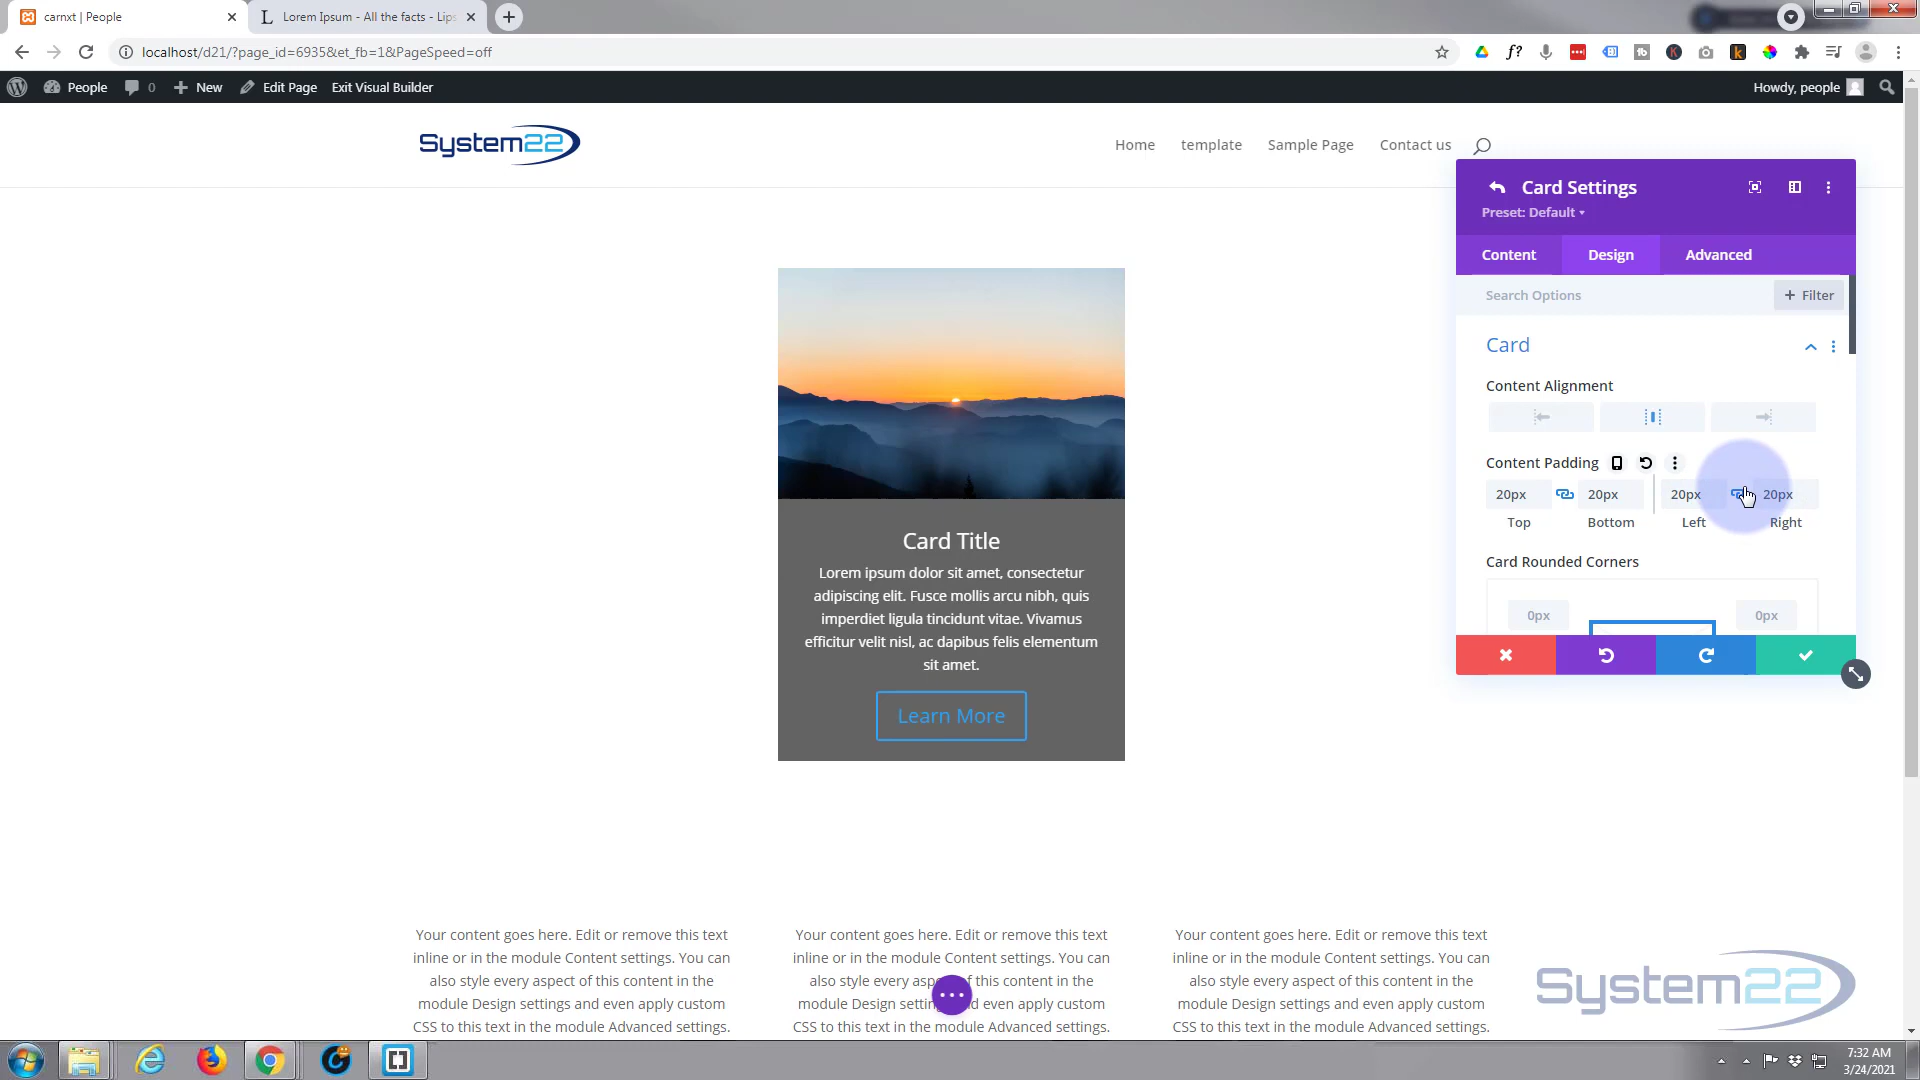 carnxt | People
Lorem Ipsum - All the facts - Lips
localhost/d21/?page_id=6935&et_fb=1&PageSpeed=off
People
0
New
Edit Page
Exit Visual Builder
Howdy, people
System22
Home
template
Sample Page
Contact us
Card Settings
Preset: Default
Content
Design
Advanced
Search Options
+ Filter
Card
Content Alignment
Content Padding
20px
20px
20px
20px
Top
Bottom
Left
Right
Card Rounded Corners
0px
0px
Card Title
Lorem ipsum dolor sit amet, consectetur
adipiscing elit. Fusce mollis arcu nibh, quis
imperdiet ligula tincidunt vitae. Vivamus
efficitur velit nisl, ac dapibus felis elementum
sit amet.
Learn More
Your content goes here. Edit or remove this text
inline or in the module Content settings. You can
also style every aspect of this content in the
module Design settings and even apply custom
CSS to this text in the module Advanced settings.
Your content goes here. Edit or remove this text
inline or in the module Content settings. You can
also style every aspect of this content in the
module Design settings and even apply custom
CSS to this text in the module Advanced settings.
Your content goes here. Edit or remove this text
inline or in the module Content settings. You can
also style every aspect of this content in the
module Design settings and even apply custom
CSS to this text in the module Advanced settings.
System22
7:32 AM
3/24/2021